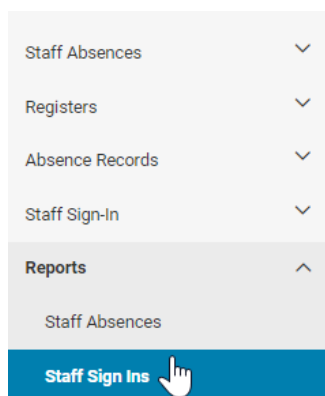 Staff Absences
Registers
Absence Records
Staff Sign-In
Reports
Staff Absences
Staff Sign Ins